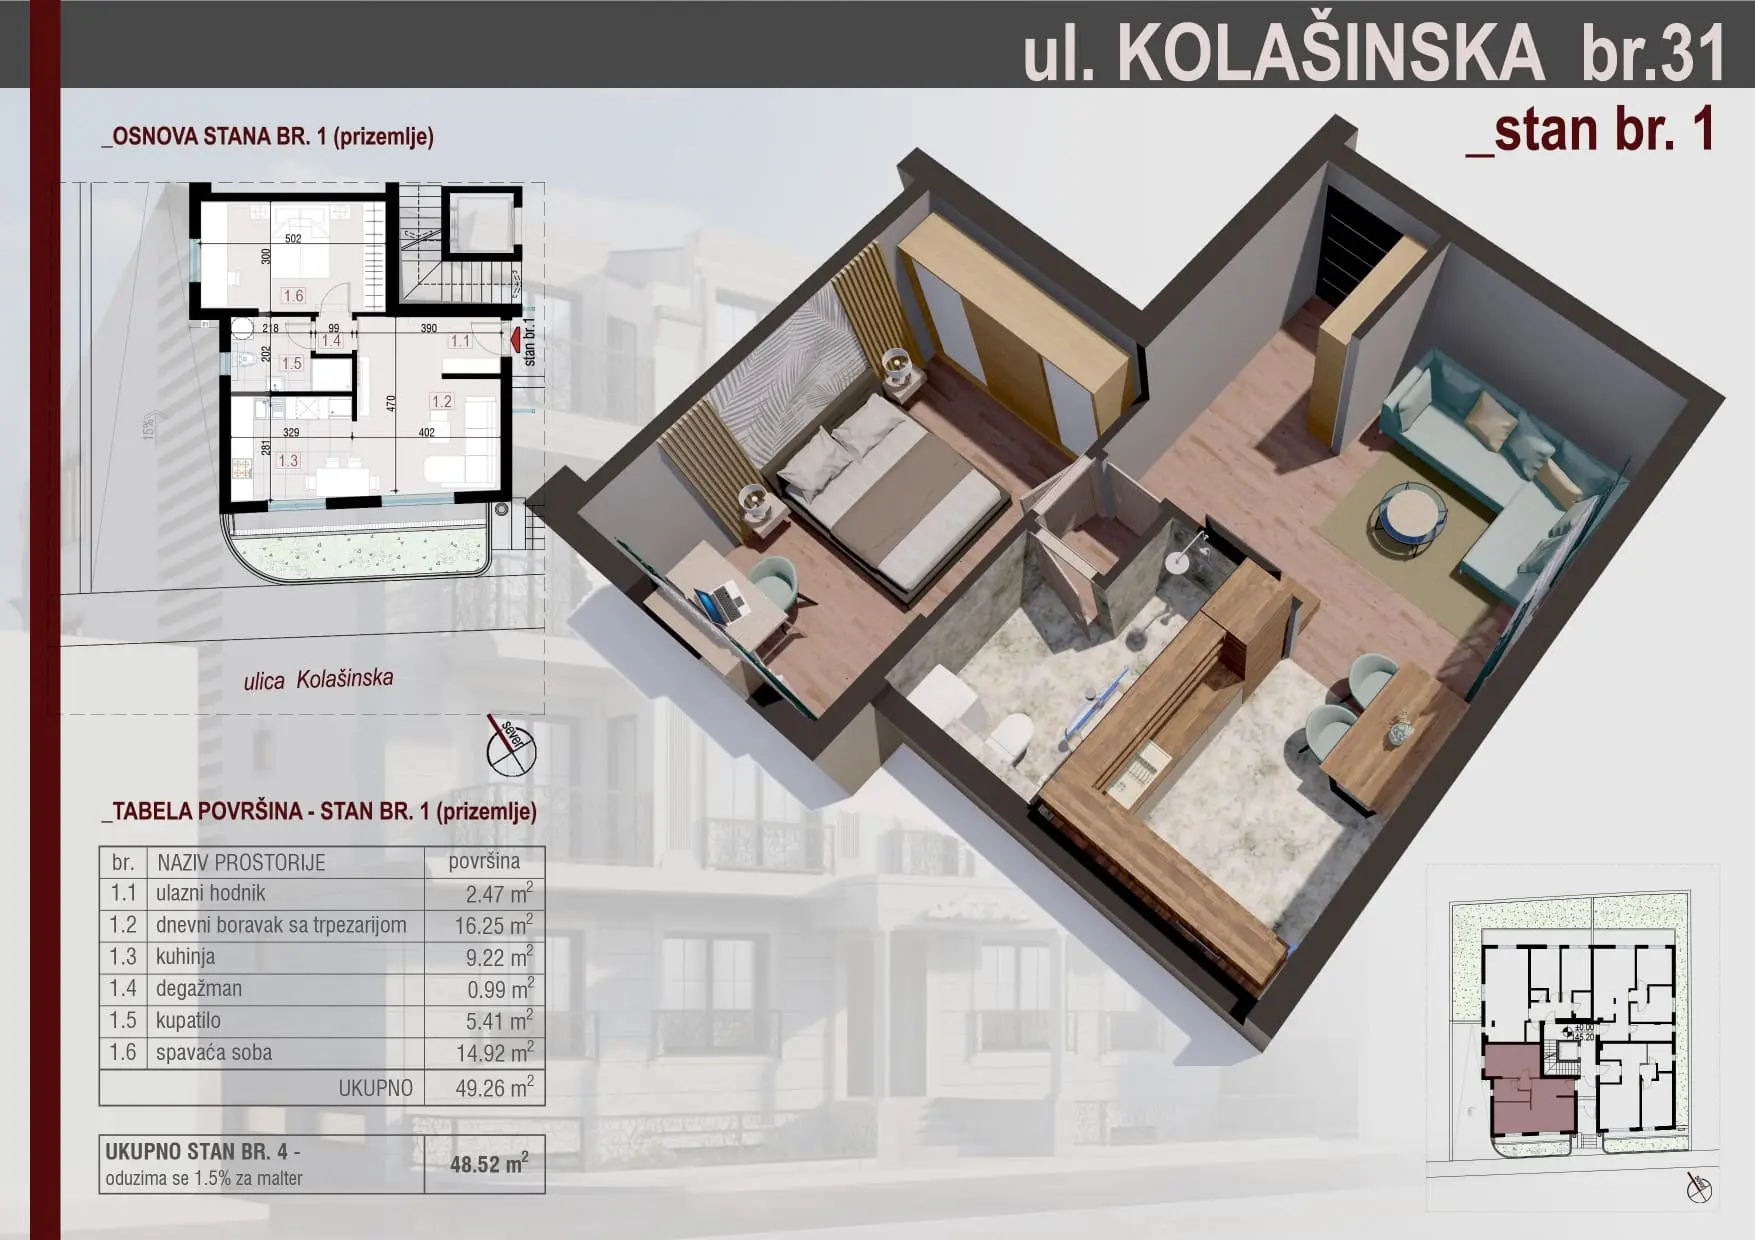 ul. KOLAŠINSKA br.31
_stan br. 1
_OSNOVA STANA BR. 1 (prizemlje)
502
300
1.6
218
99
390
1.4
1.1
stan br.1
202
1.5
470
1.2
329
402
281
1.3
15%
ulica Kolašinska
sever
_TABELA POVRŠINA - STAN BR. 1 (prizemlje)
br. NAZIV PROSTORIJE površina
1.1 ulazni hodnik 2.47 m²
1.2 dnevni boravak sa trpezarijom 16.25 m²
1.3 kuhinja 9.22 m²
1.4 degažman 0.99 m²
1.5 kupatilo 5.41 m²
1.6 spavaća soba 14.92 m²
UKUPNO 49.26 m²
UKUPNO STAN BR. 4 - 48.52 m²
oduzima se 1.5% za malter
±0.00
sever